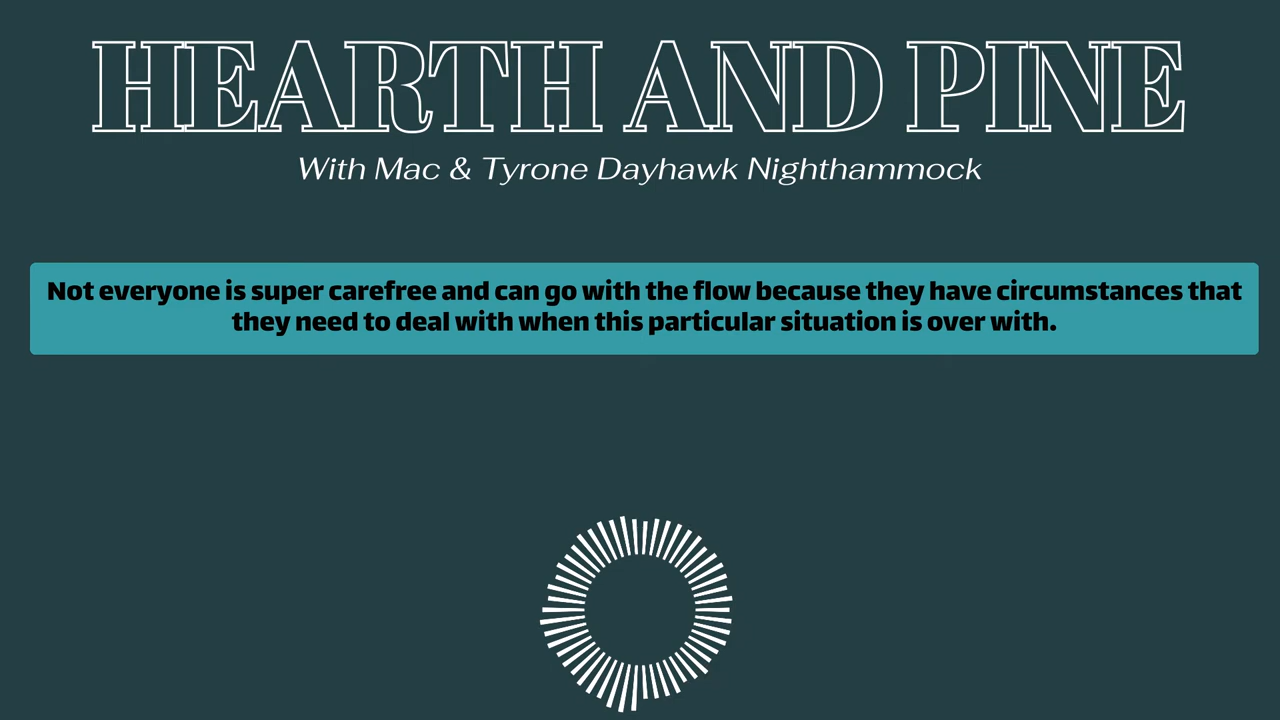 HEARTH AND PINE
With Mac & Tyrone Dayhawk Nighthammock
Not everyone is super carefree and can go with the flow because they have circumstances that
they need to deal with when this particular situation is over with.